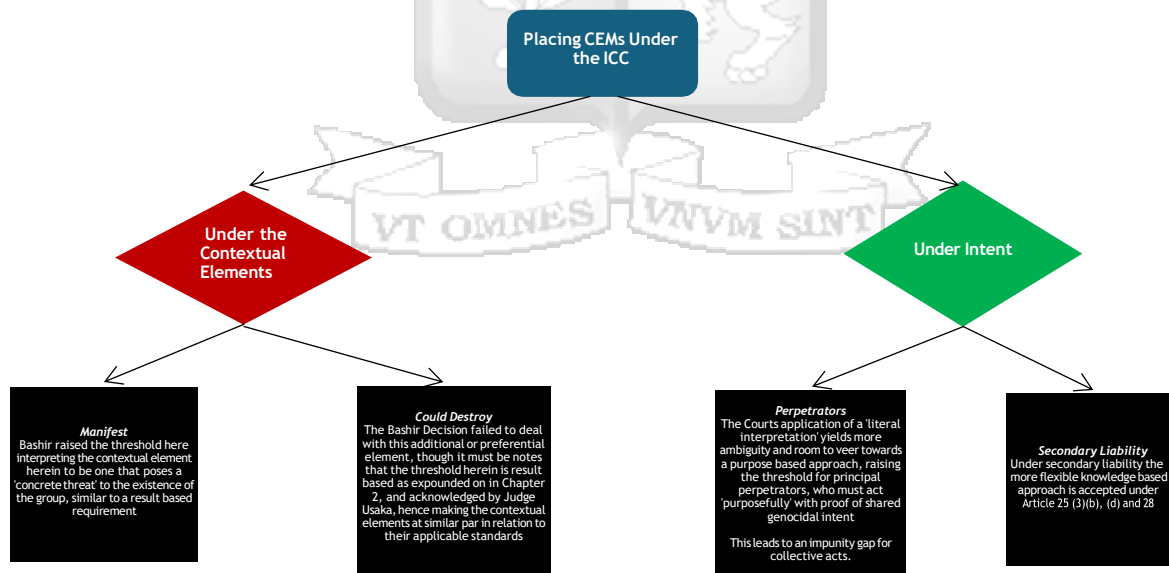 Placing CEMs Under
the ICC
VT OMNES VNVM SINT
Under the
Contextual
Elements
Under Intent
Manifest
Bashir raised the threshold here
interpreting the contextual element
herein to be one that poses a
'concrete threat' to the existence of
the group, similar to a result based
requirement
Could Destroy
The Bashir Decision failed to deal
with this additional or preferential
element, though it must be notes
that the threshold herein is result
based as expounded on in Chapter
2, and acknowledged by Judge
Usaka, hence making the contextual
elements at similar par in relation to
their applicable standards
Perpetrators
The Courts application of a 'literal
interpretation' yields more
ambiguity and room to veer towards
a purpose based approach, raising
the threshold for principal
perpetrators, who must act
'purposefully' with proof of shared
genocidal intent
This leads to an impunity gap for
collective acts.
Secondary Liability
Under secondary liability the
more flexible knowledge based
approach is accepted under
Article 25 (3)(b), (d) and 28